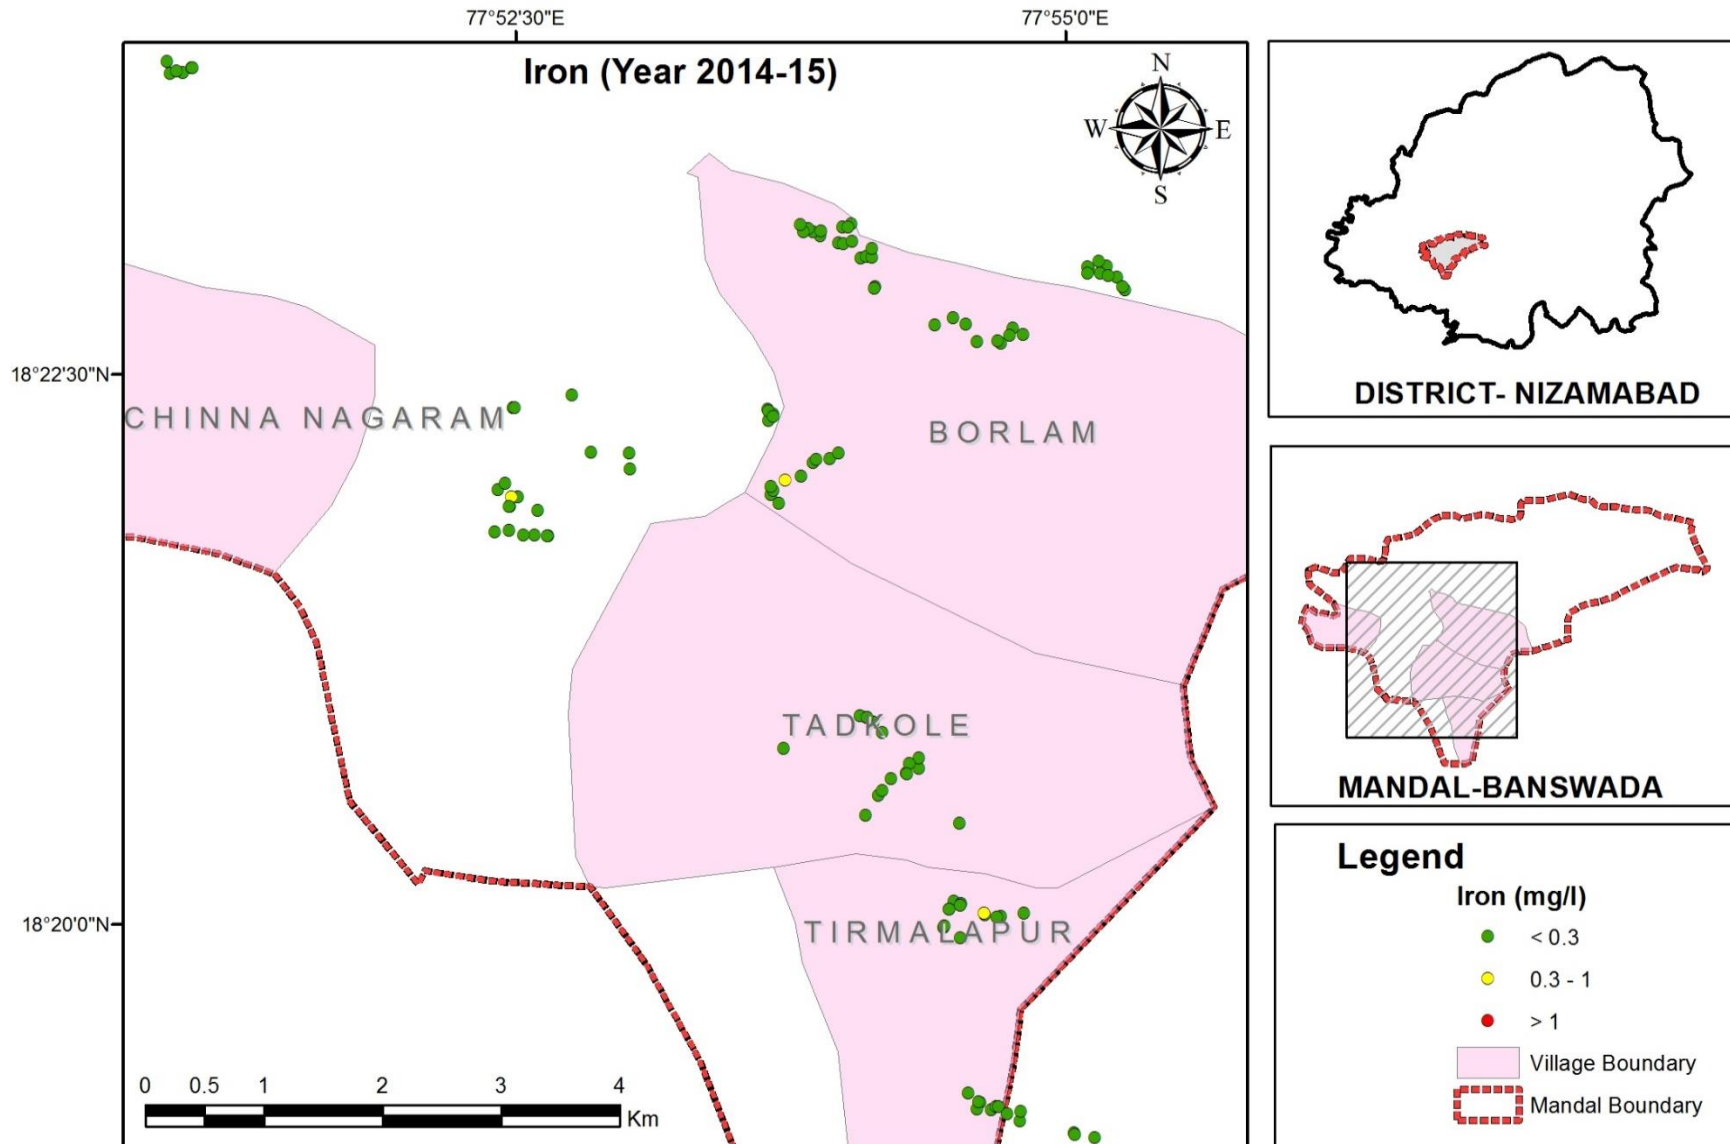 77°52'30"E
77°55'0"E
Iron (Year 2014-15)
N
W
E
S
18°22'30"N
CHINNA NAGARAM
BORLAM
TADKOLE
18°20'0"N
TIRMALAPUR
0 0.5 1 2 3 4
Km
DISTRICT- NIZAMABAD
MANDAL-BANSWADA
Legend
Iron (mg/l)
< 0.3
0.3 - 1
> 1
Village Boundary
Mandal Boundary